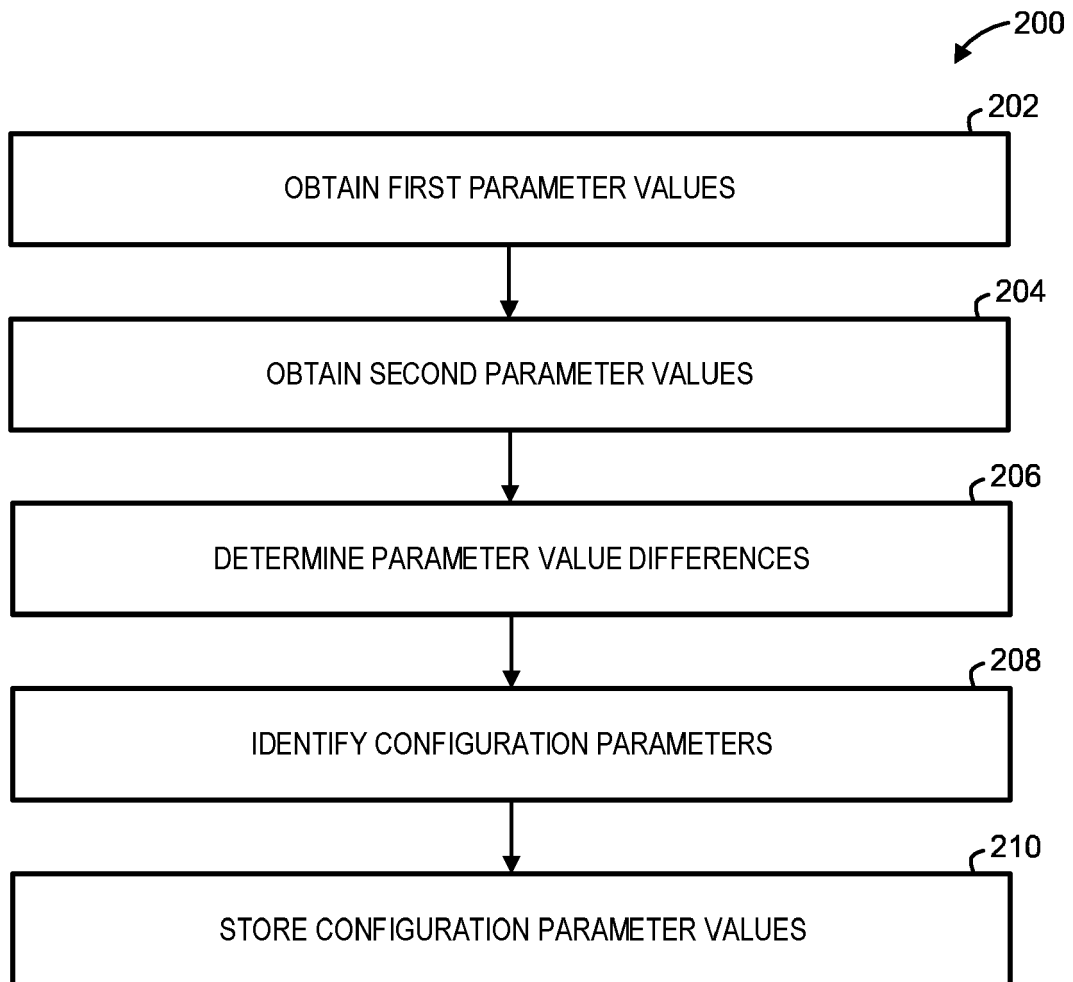 200
202
OBTAIN FIRST PARAMETER VALUES
204
OBTAIN SECOND PARAMETER VALUES
206
DETERMINE PARAMETER VALUE DIFFERENCES
208
IDENTIFY CONFIGURATION PARAMETERS
210
STORE CONFIGURATION PARAMETER VALUES